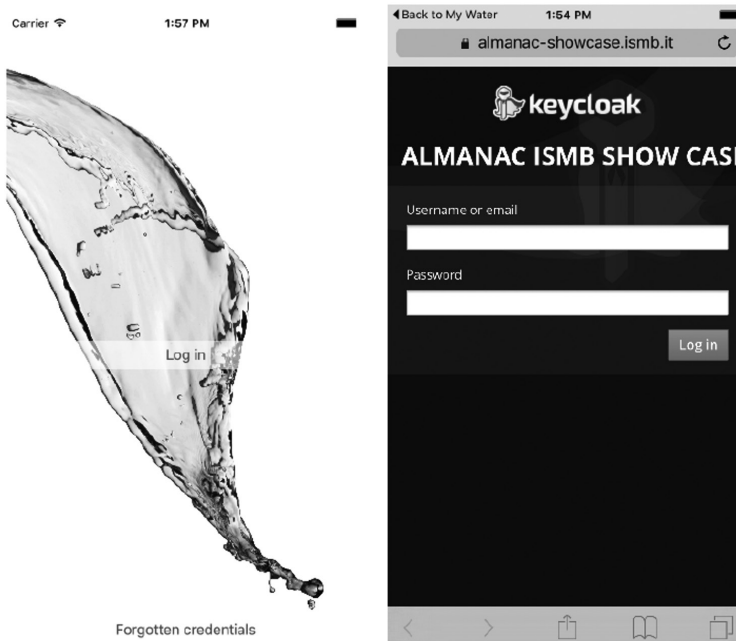 Carrier
1:57 PM
Log in
Forgotten credentials
Back to My Water
1:54 PM
almanac-showcase.ismb.it
keycloak
ALMANAC ISMB SHOW CAS
Username or email
Password
Log in